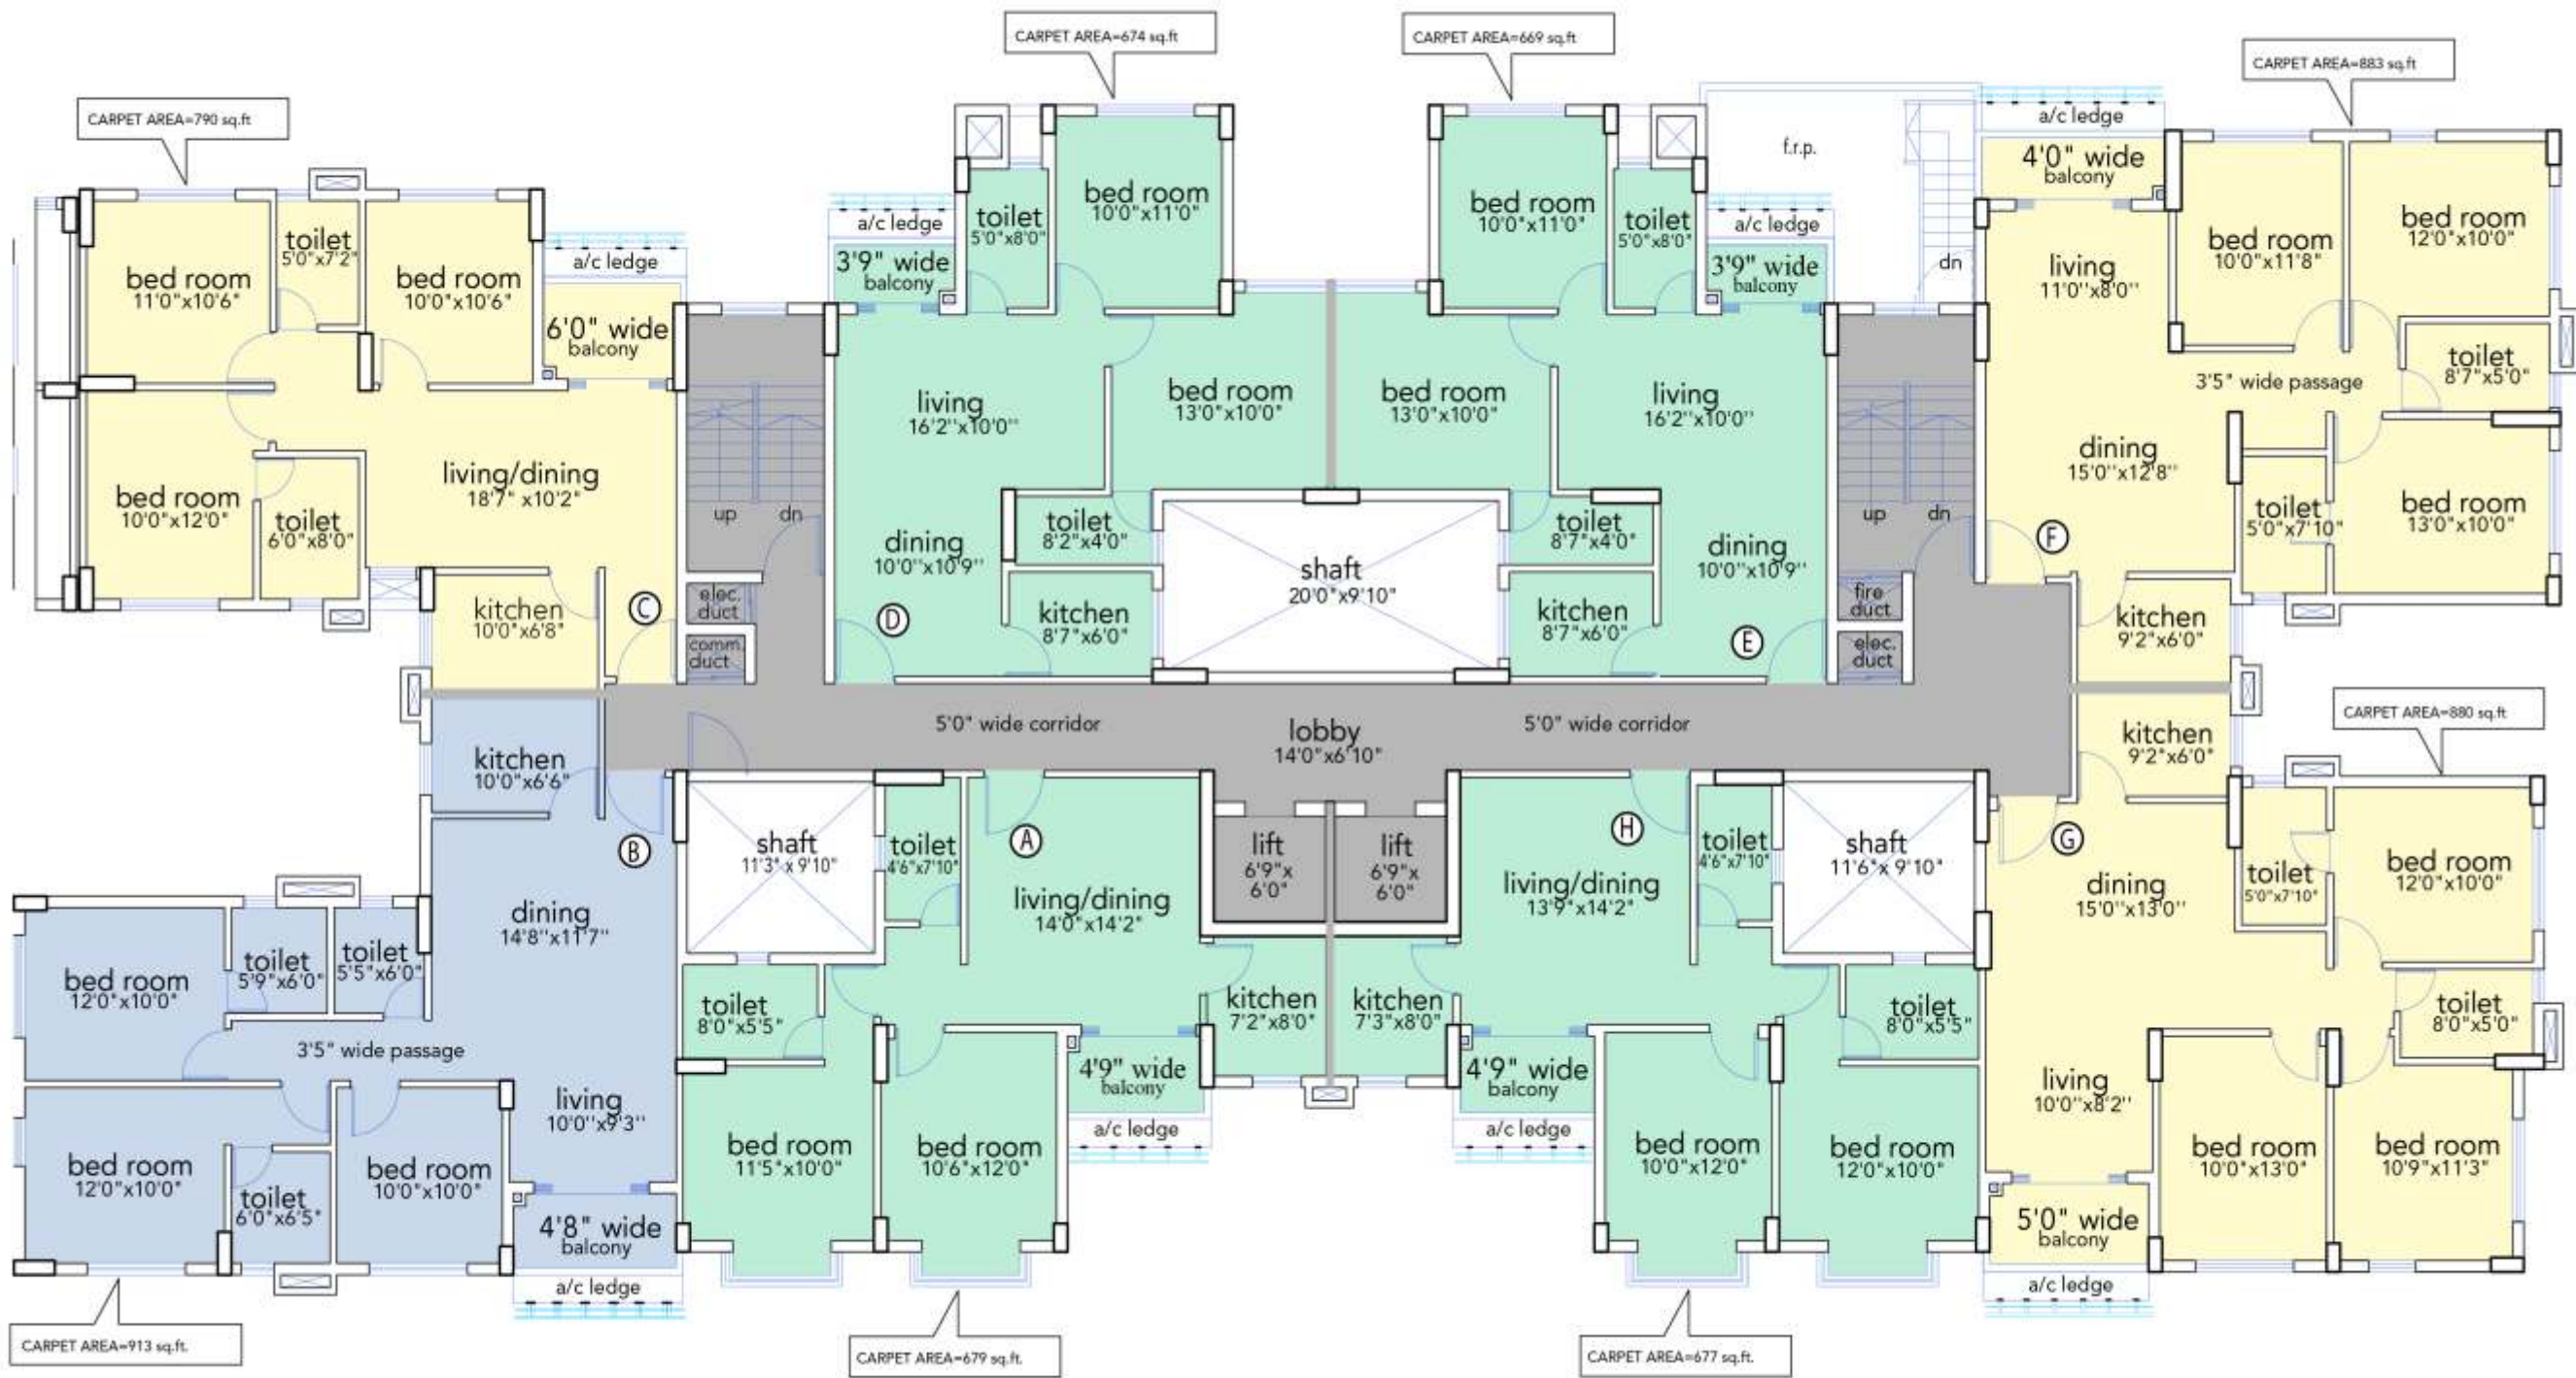 CARPET AREA=674 sq.ft
CARPET AREA=669 sq.ft
CARPET AREA=883 sq.ft
CARPET AREA=790 sq.ft
bed room
11'0"x10'6"
toilet
5'0"x7'2"
bed room
10'0"x10'6"
a/c ledge
6'0" wide
balcony
bed room
10'0"x12'0"
toilet
6'0"x8'0"
living/dining
18'7" x10'2"
kitchen
10'0"x6'8"
C
up
dn
elec.
duct
comm.
duct
a/c ledge
3'9" wide
balcony
toilet
5'0"x8'0"
bed room
10'0"x11'0"
living
16'2''x10'0''
bed room
13'0"x10'0"
dining
10'0''x10'9''
toilet
8'2"x4'0"
kitchen
8'7"x6'0"
D
shaft
20'0"x9'10"
bed room
10'0"x11'0"
toilet
5'0"x8'0"
a/c ledge
3'9" wide
balcony
bed room
13'0"x10'0"
living
16'2''x10'0''
toilet
8'7"x4'0"
kitchen
8'7"x6'0"
dining
10'0''x10'9''
E
f.r.p.
dn
up
dn
fire
duct
elec.
duct
a/c ledge
4'0" wide
balcony
living
11'0''x8'0''
bed room
10'0"x11'8"
bed room
12'0"x10'0"
toilet
8'7"x5'0"
3'5" wide passage
dining
15'0''x12'8''
toilet
5'0"x7'10"
bed room
13'0"x10'0"
F
kitchen
9'2"x6'0"
5'0" wide corridor
lobby
14'0"x6'10"
5'0" wide corridor
CARPET AREA=880 sq.ft
kitchen
10'0"x6'6"
B
dining
14'8''x11'7''
bed room
12'0"x10'0"
toilet
5'9"x6'0"
toilet
5'5"x6'0"
3'5" wide passage
living
10'0''x9'3''
bed room
12'0"x10'0"
toilet
6'0"x6'5"
bed room
10'0"x10'0"
4'8" wide
balcony
a/c ledge
shaft
11'3" x 9'10"
toilet
4'6"x7'10"
A
living/dining
14'0"x14'2"
toilet
8'0"x5'5"
kitchen
7'2"x8'0"
4'9" wide
balcony
a/c ledge
bed room
11'5"x10'0"
bed room
10'6"x12'0"
lift
6'9"x
6'0"
lift
6'9"x
6'0"
H
living/dining
13'9"x14'2"
toilet
4'6"x7'10"
shaft
11'6"x 9'10"
kitchen
7'3"x8'0"
toilet
8'0"x5'5"
4'9" wide
balcony
a/c ledge
bed room
10'0"x12'0"
bed room
12'0"x10'0"
kitchen
9'2"x6'0"
G
dining
15'0''x13'0''
toilet
5'0"x7'10"
bed room
12'0"x10'0"
toilet
8'0"x5'0"
living
10'0''x8'2''
bed room
10'0"x13'0"
bed room
10'9"x11'3"
5'0" wide
balcony
a/c ledge
CARPET AREA=913 sq.ft.
CARPET AREA=679 sq.ft.
CARPET AREA=677 sq.ft.